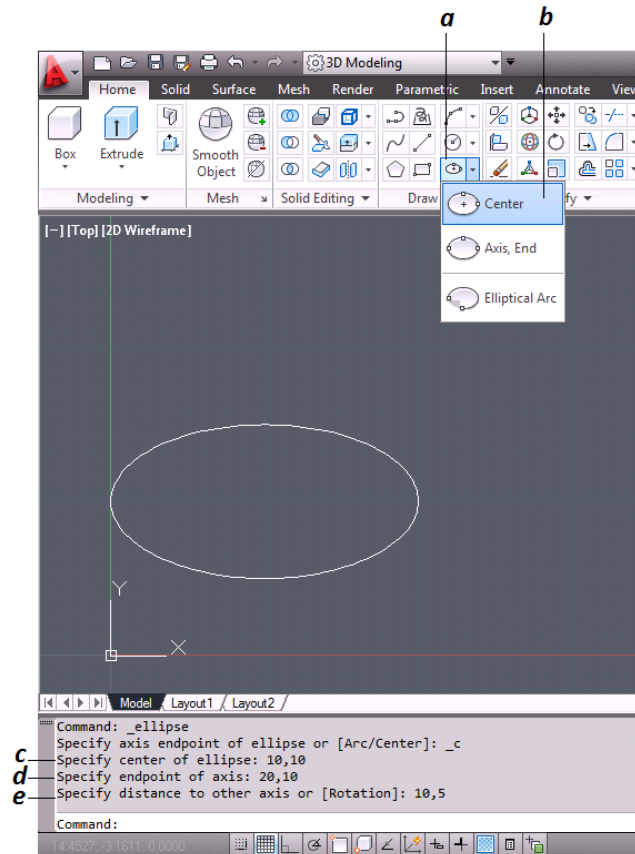 a b
3D Modeling
Home Solid Surface Mesh Render Parametric Insert Annotate View
Box Extrude Smooth Object
Modeling Mesh Solid Editing Draw fy
Center
Axis, End
Elliptical Arc
[−] [Top] [2D Wireframe]
Y
X
Model Layout1 Layout2
Command: _ellipse
Specify axis endpoint of ellipse or [Arc/Center]: _c
c Specify center of ellipse: 10,10
d Specify endpoint of axis: 20,10
e Specify distance to other axis or [Rotation]: 10,5
Command:
14.4527, -3.1611, 0.0000